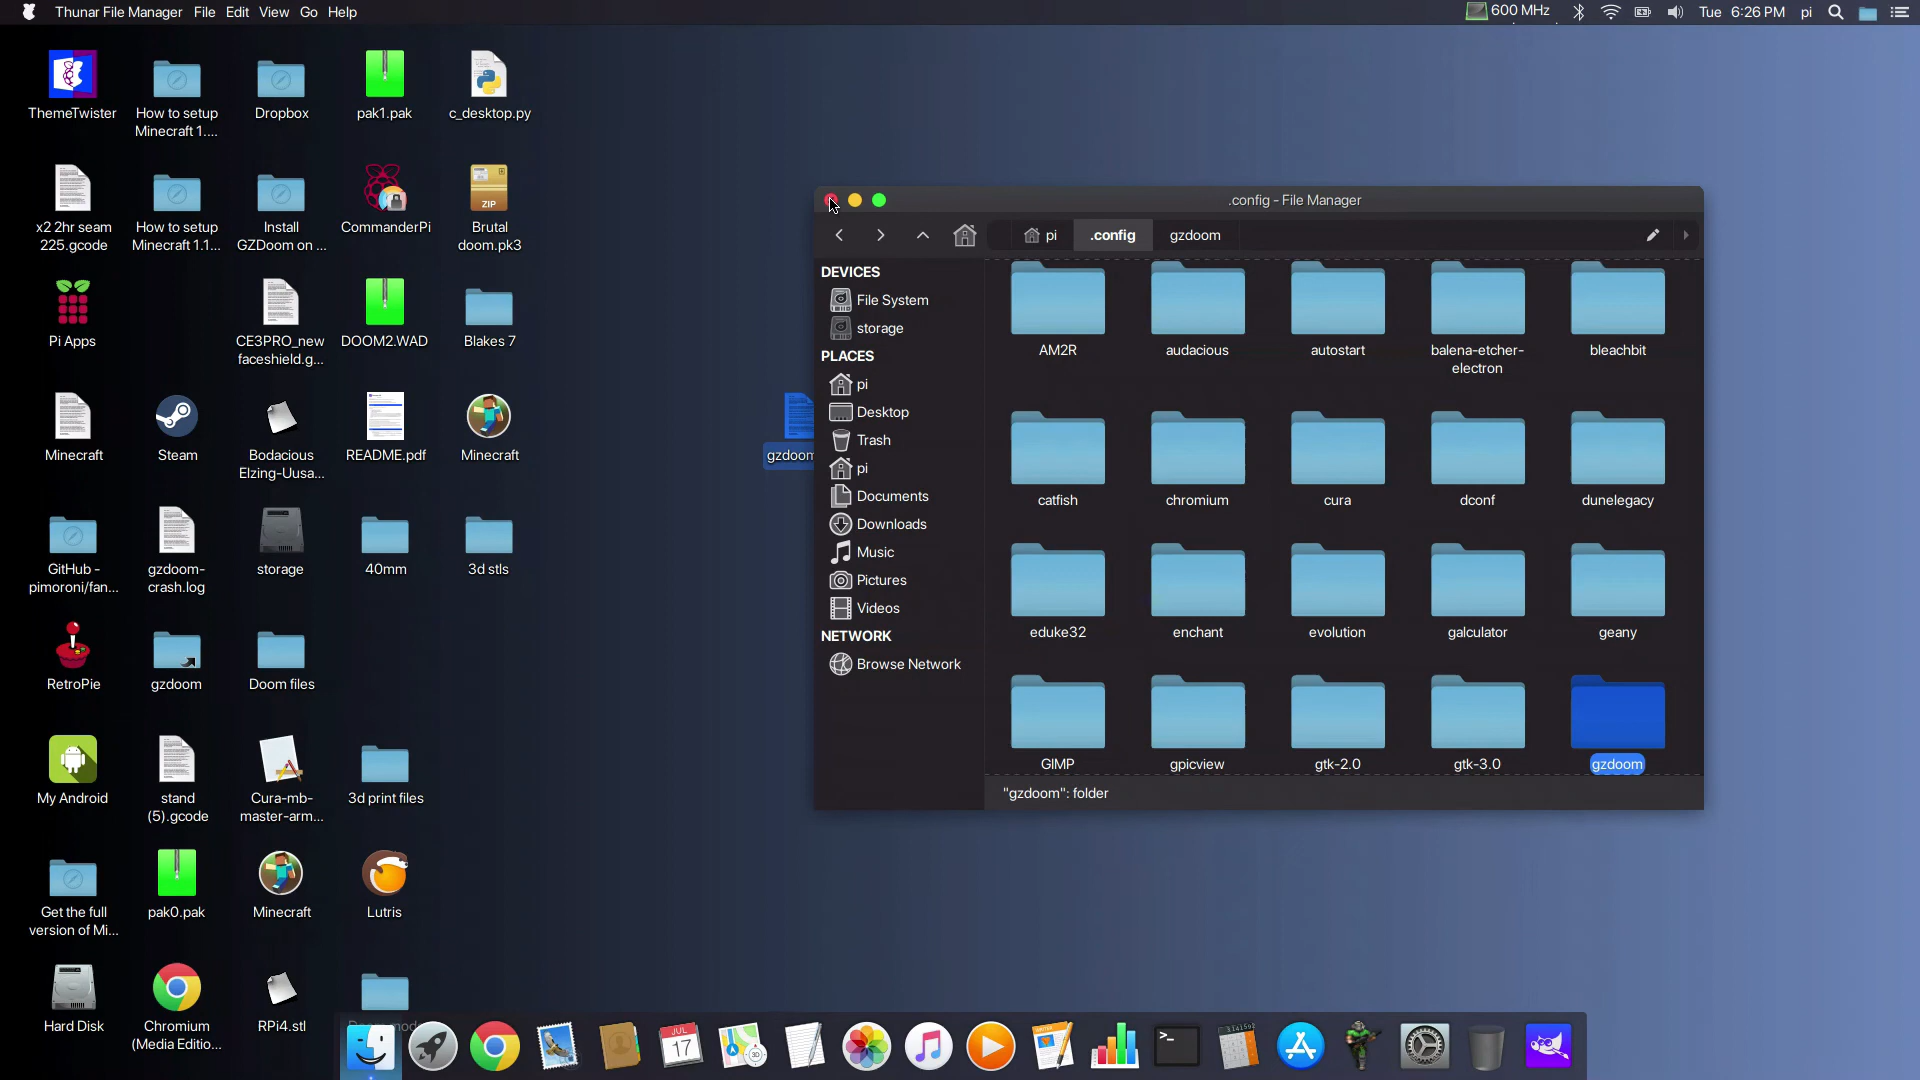 Thunar File Manager File Edit View Go Help
600 MHz
Tue 6:26 PM pi
ThemeTwister
How to setup
Minecraft 1....
Dropbox
pak1.pak
c_desktop.py
x2 2hr seam
225.gcode
How to setup
Minecraft 1.1...
Install
GZDoom on ...
CommanderPi
ZIP
Brutal
doom.pk3
Pi Apps
CE3PRO_new
faceshield.g...
DOOM2.WAD
Blakes 7
Minecraft
Steam
Bodacious
Elzing-Uusa...
README.pdf
Minecraft
gzdoom
GitHub -
pimoroni/fan...
gzdoom-
crash.log
storage
40mm
3d stls
RetroPie
gzdoom
Doom files
My Android
stand
(5).gcode
Cura-mb-
master-arm...
3d print files
Get the full
version of Mi...
pak0.pak
Minecraft
Lutris
Hard Disk
Chromium
(Media Editio...
RPi4.stl
.config - File Manager
pi
.config
gzdoom
DEVICES
File System
storage
PLACES
pi
Desktop
Trash
pi
Documents
Downloads
Music
Pictures
Videos
NETWORK
Browse Network
AM2R
audacious
autostart
balena-etcher-
electron
bleachbit
catfish
chromium
cura
dconf
dunelegacy
eduke32
enchant
evolution
galculator
geany
GIMP
gpicview
gtk-2.0
gtk-3.0
gzdoom
"gzdoom": folder
JUL
17
3D